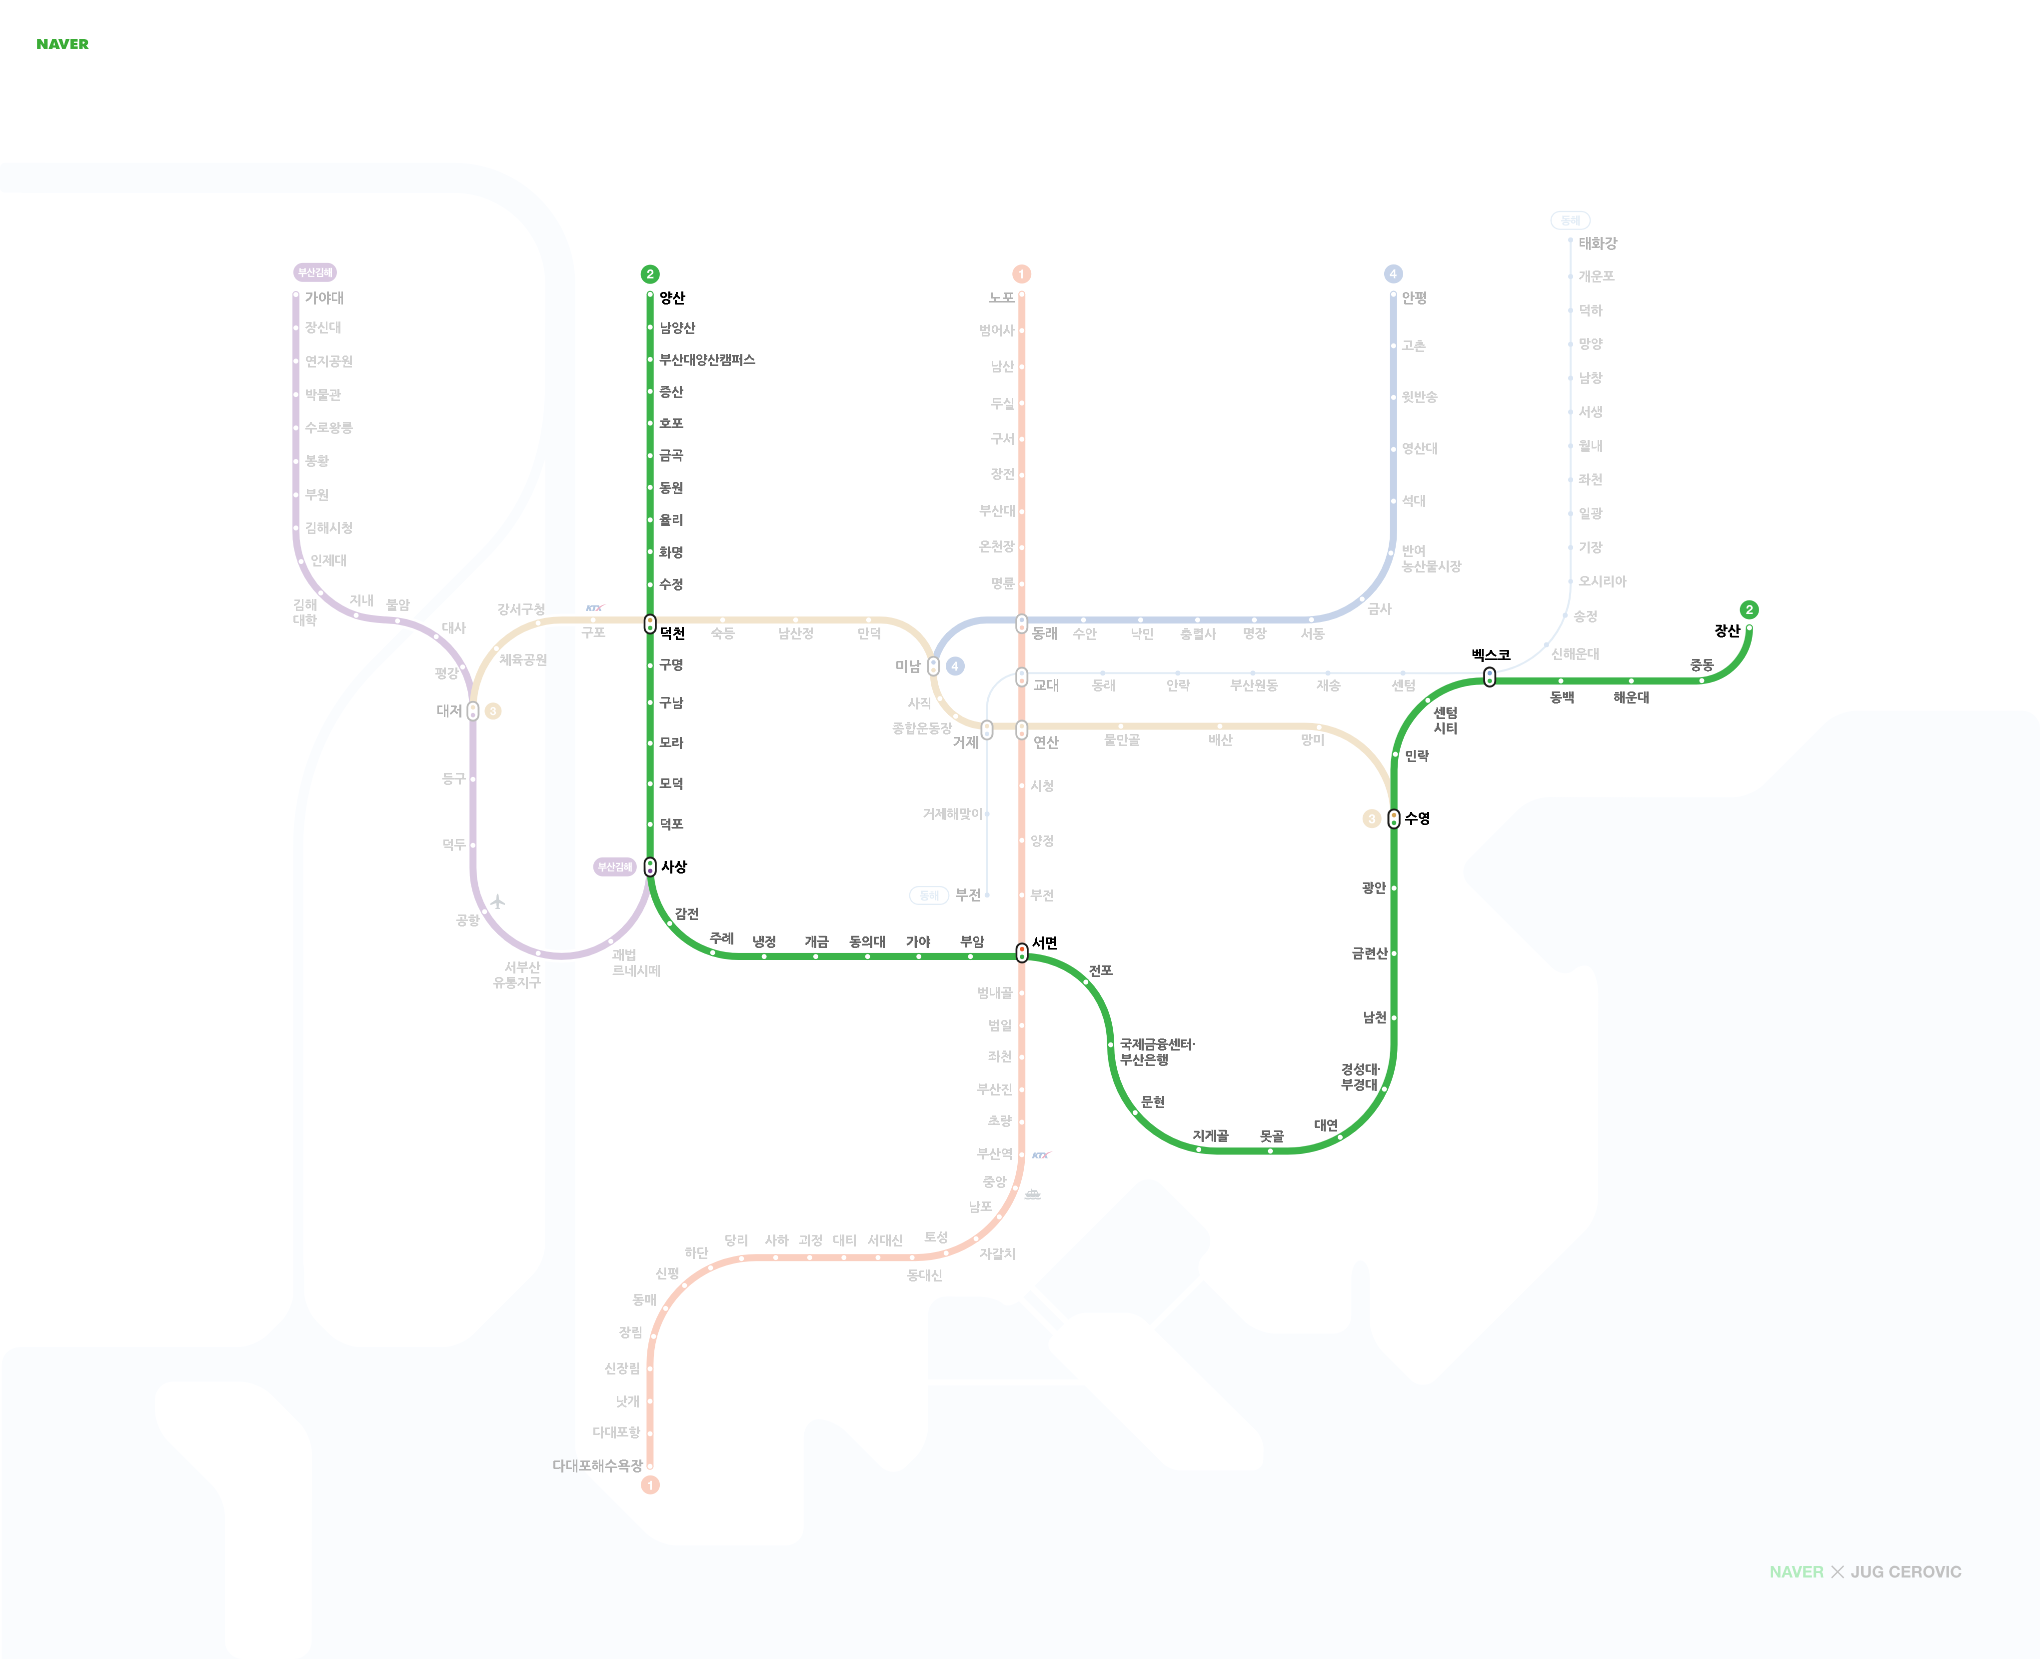 NAVER
부산김해
가야대
장신대
연지공원
박물관
수로왕릉
봉황
부원
김해시청
인제대
김해
대학
지내
불암
대사
평강
대저
3
등구
덕두
공항
서부산
유통지구
괘법
르네시떼
부산김해
강서구청
체육공원
KTX
구포
2
양산
남양산
부산대양산캠퍼스
증산
호포
금곡
동원
율리
화명
수정
덕천
구명
구남
모라
모덕
덕포
사상
감전
주례
냉정
개금
동의대
가야
부암
서면
전포
국제금융센터·
부산은행
문현
지게골
못골
대연
경성대·
부경대
남천
금련산
광안
수영
3
민락
센텀
시티
벡스코
동백
해운대
중동
장산
2
숙등
남산정
만덕
미남
4
사직
종합운동장
거제
연산
물만골
배산
망미
1
노포
범어사
남산
두실
구서
장전
부산대
온천장
명륜
동래
교대
시청
양정
부전
범내골
범일
좌천
부산진
초량
부산역
KTX
중앙
남포
자갈치
토성
동대신
서대신
대티
괴정
사하
당리
하단
신평
동매
장림
신장림
낫개
다대포항
다대포해수욕장
1
4
안평
고촌
윗반송
영산대
석대
반여
농산물시장
금사
서동
명장
충렬사
낙민
수안
동해
태화강
개운포
덕하
망양
남창
서생
월내
좌천
일광
기장
오시리아
송정
신해운대
센텀
재송
부산원동
안락
동래
거제해맞이
동해
부전
NAVER X JUG CEROVIC